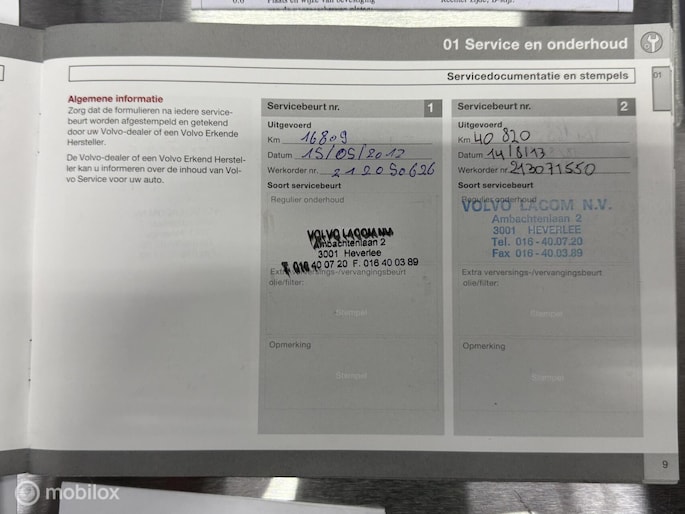 01 Service en onderhoud
Servicedocumentatie en stempels
01
Algemene informatie
Zorg dat de formulieren na iedere service-
beurt worden afgestempeld en getekend
door uw Volvo-dealer of een Volvo Erkende
Hersteller.
De Volvo-dealer of een Volvo Erkend Herstel-
ler kan u informeren over de inhoud van Vol-
vo Service voor uw auto.
Servicebeurt nr. 1
Uitgevoerd
Km 16809
Datum 15/05/2012
Werkorder nr. 212050626
Soort servicebeurt
Regulier onderhoud
VOLVO LACOM NV
Ambachtenlaan 2
3001 Heverlee
T. 016 40 07 20 F. 016 40 03 89
Extra verversings-/vervangingsbeurt
olie/filter:
Stempel
Opmerking
Stempel
Servicebeurt nr. 2
Uitgevoerd
Km 40 820
Datum 14/8/13
Werkorder nr. 213071550
Soort servicebeurt
Regulier onderhoud
VOLVO LACOM N.V.
Ambachtenlaan 2
3001 HEVERLEE
Tel. 016-40.07.20
Fax 016-40.03.89
Extra verversings-/vervangingsbeurt
olie/filter:
Stempel
Opmerking
Stempel
9
mobilox